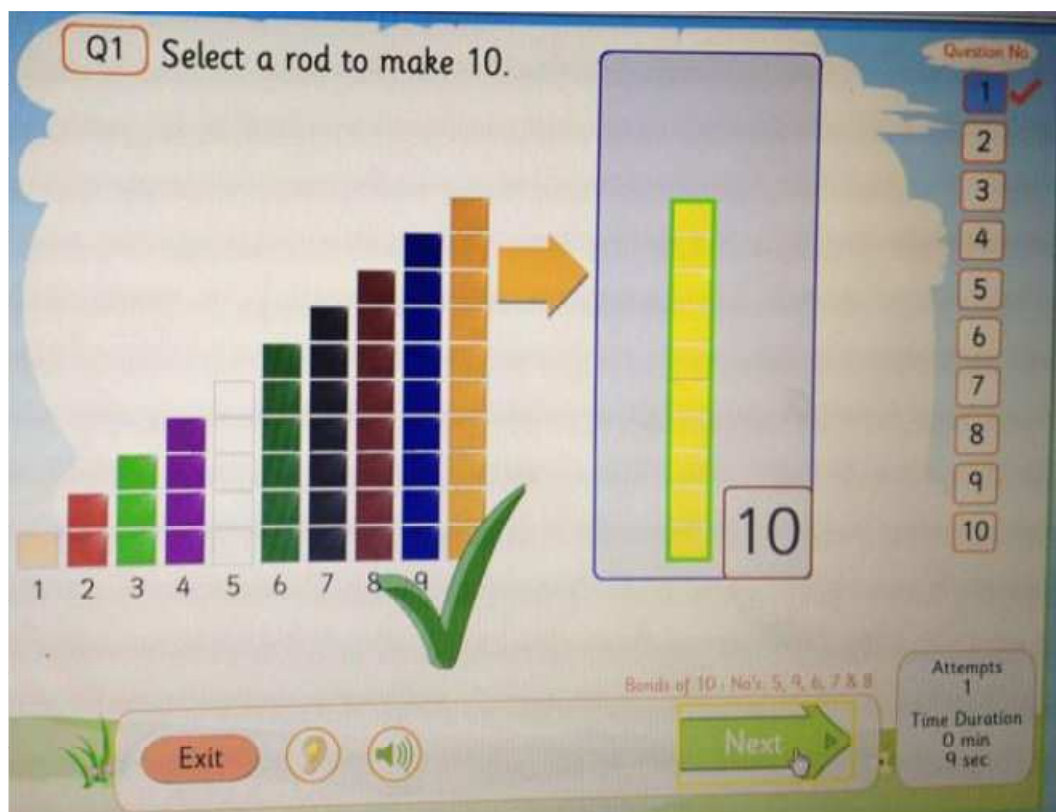 Q1 Select a rod to make 10.
Question No
1
2
3
4
5
6
7
8
9
10
10
1 2 3 4 5 6 7 8 9
Bonds of 10 : No's. 5, 9, 6, 7 & 8
Exit
Next
Attempts
1
Time Duration
0 min
9 sec